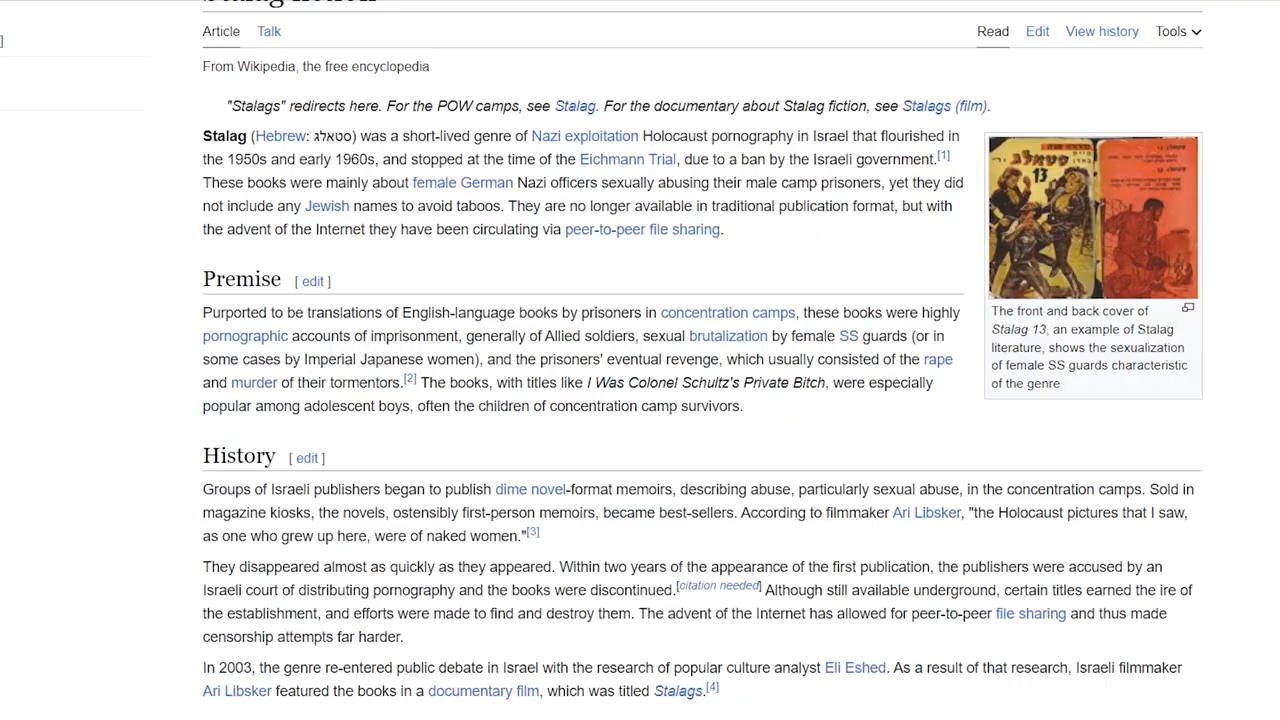 ]
Article
Talk
Read
Edit
View history
Tools
From Wikipedia, the free encyclopedia
"Stalags" redirects here. For the POW camps, see Stalag. For the documentary about Stalag fiction, see Stalags (film).
Stalag (Hebrew: סטאלג) was a short-lived genre of Nazi exploitation Holocaust pornography in Israel that flourished in
the 1950s and early 1960s, and stopped at the time of the Eichmann Trial, due to a ban by the Israeli government.[1]
These books were mainly about female German Nazi officers sexually abusing their male camp prisoners, yet they did
not include any Jewish names to avoid taboos. They are no longer available in traditional publication format, but with
the advent of the Internet they have been circulating via peer-to-peer file sharing.
סטאלג
13
The front and back cover of
Stalag 13, an example of Stalag
literature, shows the sexualization
of female SS guards characteristic
of the genre
Premise [ edit ]
Purported to be translations of English-language books by prisoners in concentration camps, these books were highly
pornographic accounts of imprisonment, generally of Allied soldiers, sexual brutalization by female SS guards (or in
some cases by Imperial Japanese women), and the prisoners' eventual revenge, which usually consisted of the rape
and murder of their tormentors.[2] The books, with titles like I Was Colonel Schultz's Private Bitch, were especially
popular among adolescent boys, often the children of concentration camp survivors.
History [ edit ]
Groups of Israeli publishers began to publish dime novel-format memoirs, describing abuse, particularly sexual abuse, in the concentration camps. Sold in
magazine kiosks, the novels, ostensibly first-person memoirs, became best-sellers. According to filmmaker Ari Libsker, "the Holocaust pictures that I saw,
as one who grew up here, were of naked women."[3]
They disappeared almost as quickly as they appeared. Within two years of the appearance of the first publication, the publishers were accused by an
Israeli court of distributing pornography and the books were discontinued.[citation needed] Although still available underground, certain titles earned the ire of
the establishment, and efforts were made to find and destroy them. The advent of the Internet has allowed for peer-to-peer file sharing and thus made
censorship attempts far harder.
In 2003, the genre re-entered public debate in Israel with the research of popular culture analyst Eli Eshed. As a result of that research, Israeli filmmaker
Ari Libsker featured the books in a documentary film, which was titled Stalags.[4]